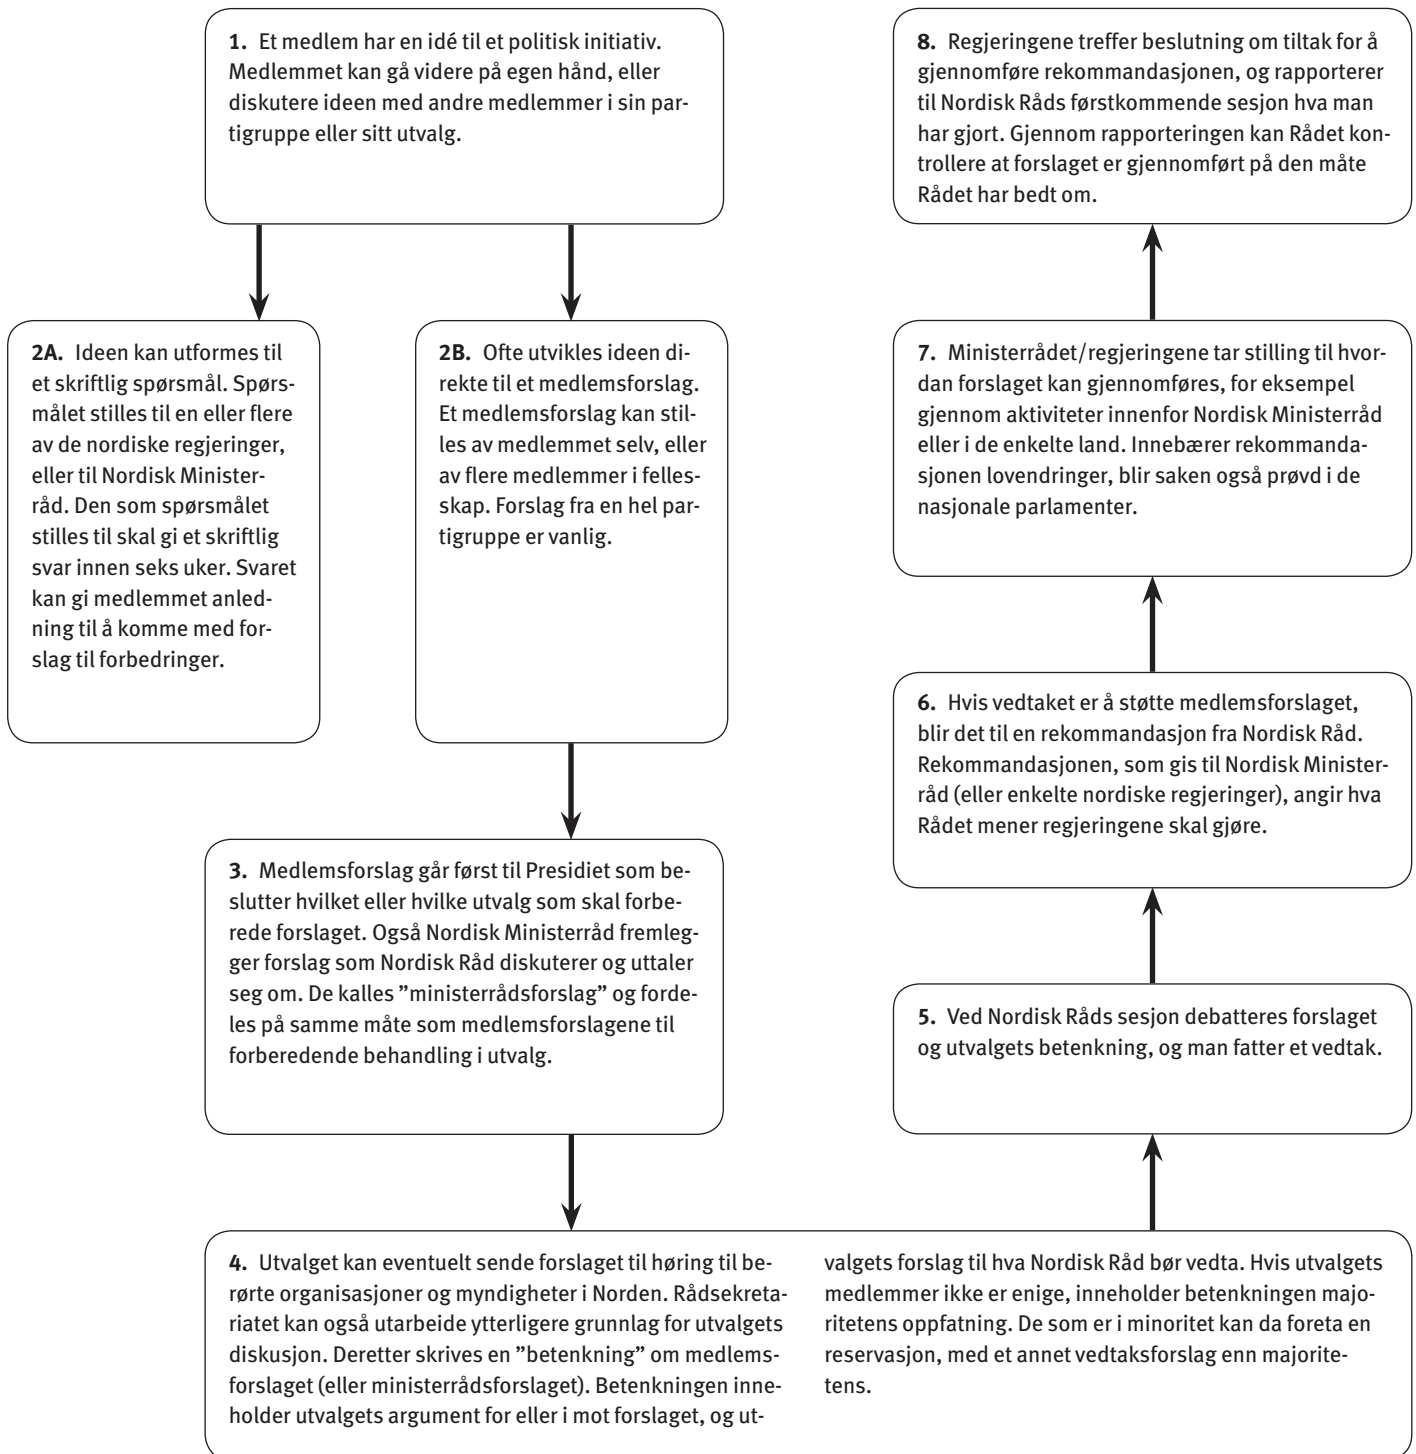 1. Et medlem har en idé til et politisk initiativ.
Medlemmet kan gå videre på egen hånd, eller
diskutere ideen med andre medlemmer i sin par-
tigruppe eller sitt utvalg.
2A. Ideen kan utformes til
et skriftlig spørsmål. Spørs-
målet stilles til en eller flere
av de nordiske regjeringer,
eller til Nordisk Minister-
råd. Den som spørsmålet
stilles til skal gi et skriftlig
svar innen seks uker. Svaret
kan gi medlemmet anled-
ning til å komme med for-
slag til forbedringer.
2B. Ofte utvikles ideen di-
rekte til et medlemsforslag.
Et medlemsforslag kan stil-
les av medlemmet selv, eller
av flere medlemmer i felles-
skap. Forslag fra en hel par-
tigruppe er vanlig.
3. Medlemsforslag går først til Presidiet som be-
slutter hvilket eller hvilke utvalg som skal forbe-
rede forslaget. Også Nordisk Ministerråd fremleg-
ger forslag som Nordisk Råd diskuterer og uttaler
seg om. De kalles ”ministerrådsforslag” og forde-
les på samme måte som medlemsforslagene til
forberedende behandling i utvalg.
4. Utvalget kan eventuelt sende forslaget til høring til be-
rørte organisasjoner og myndigheter i Norden. Rådsekreta-
riatet kan også utarbeide ytterligere grunnlag for utvalgets
diskusjon. Deretter skrives en ”betenkning” om medlems-
forslaget (eller ministerrådsforslaget). Betenkningen inne-
holder utvalgets argument for eller i mot forslaget, og ut-
valgets forslag til hva Nordisk Råd bør vedta. Hvis utvalgets
medlemmer ikke er enige, inneholder betenkningen majo-
ritetens oppfatning. De som er i minoritet kan da foreta en
reservasjon, med et annet vedtaksforslag enn majorite-
tens.
5. Ved Nordisk Råds sesjon debatteres forslaget
og utvalgets betenkning, og man fatter et vedtak.
6. Hvis vedtaket er å støtte medlemsforslaget,
blir det til en rekommandasjon fra Nordisk Råd.
Rekommandasjonen, som gis til Nordisk Minister-
råd (eller enkelte nordiske regjeringer), angir hva
Rådet mener regjeringene skal gjøre.
7. Ministerrådet/regjeringene tar stilling til hvor-
dan forslaget kan gjennomføres, for eksempel
gjennom aktiviteter innenfor Nordisk Ministerråd
eller i de enkelte land. Innebærer rekommanda-
sjonen lovendringer, blir saken også prøvd i de
nasjonale parlamenter.
8. Regjeringene treffer beslutning om tiltak for å
gjennomføre rekommandasjonen, og rapporterer
til Nordisk Råds førstkommende sesjon hva man
har gjort. Gjennom rapporteringen kan Rådet kon-
trollere at forslaget er gjennomført på den måte
Rådet har bedt om.